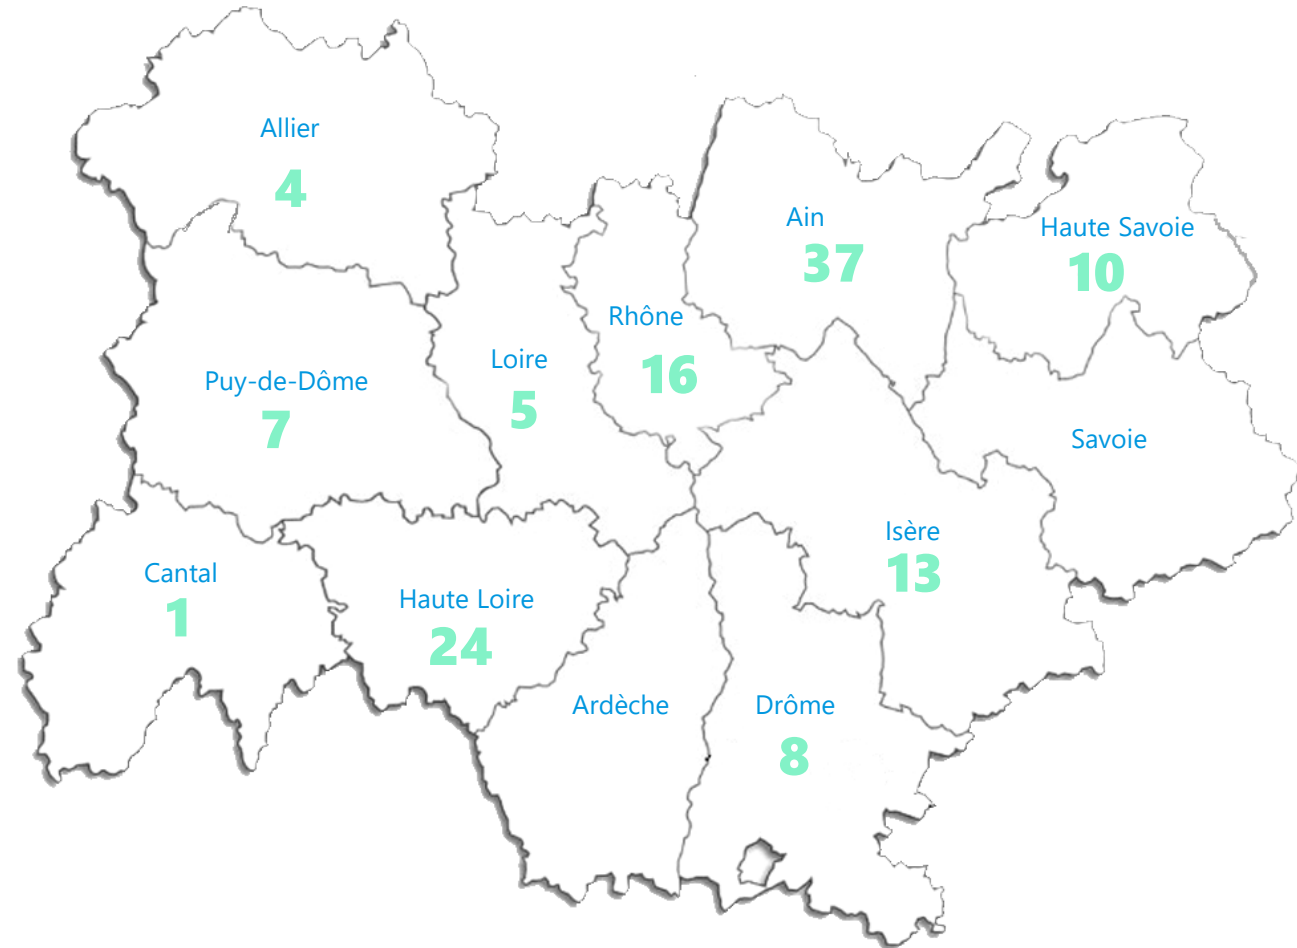 Allier
4
Ain
37
Haute Savoie
10
Rhône
16
Loire
5
Puy-de-Dôme
7
Savoie
Isère
13
Cantal
1
Haute Loire
24
Ardèche
Drôme
8